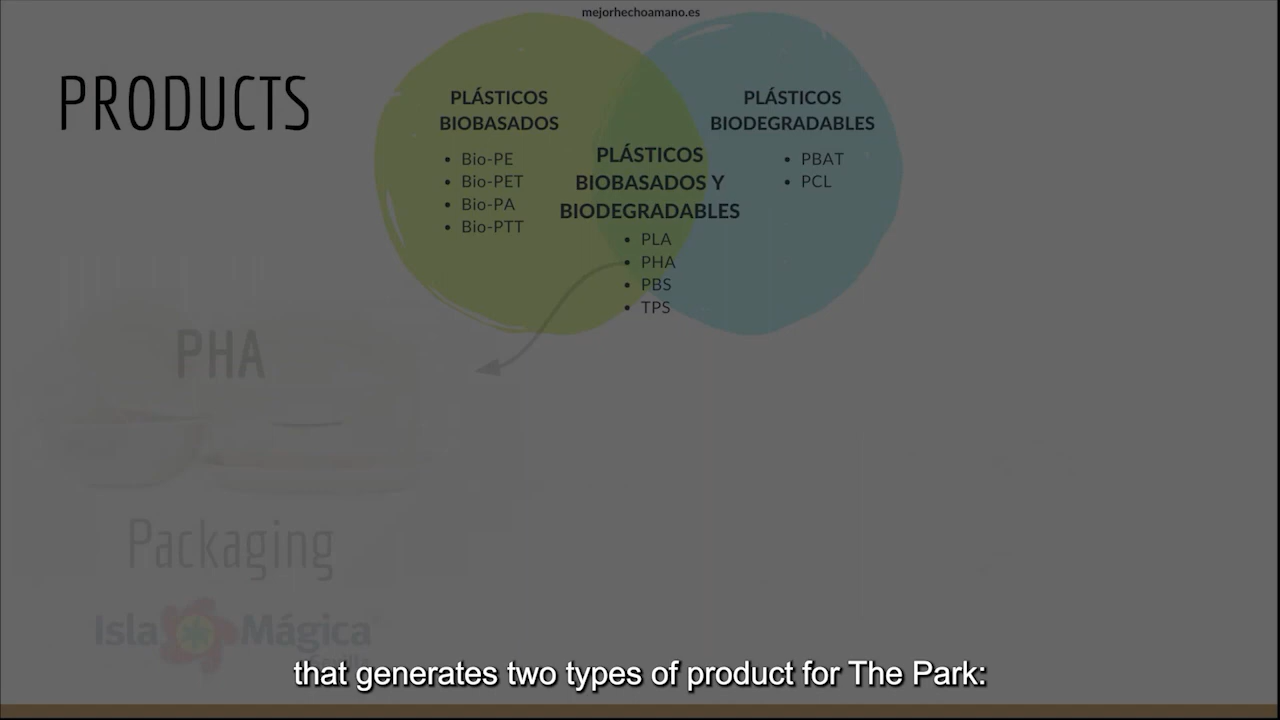 mejorhechoamano.es
PRODUCTS
PLÁSTICOS
BIOBASADOS
• Bio-PE
• Bio-PET
• Bio-PA
• Bio-PTT
PLÁSTICOS
BIOBASADOS Y
BIODEGRADABLES
• PLA
• PHA
• PBS
• TPS
PLÁSTICOS
BIODEGRADABLES
• PBAT
• PCL
PHA
Packaging
Isla Mágica
that generates two types of product for The Park: